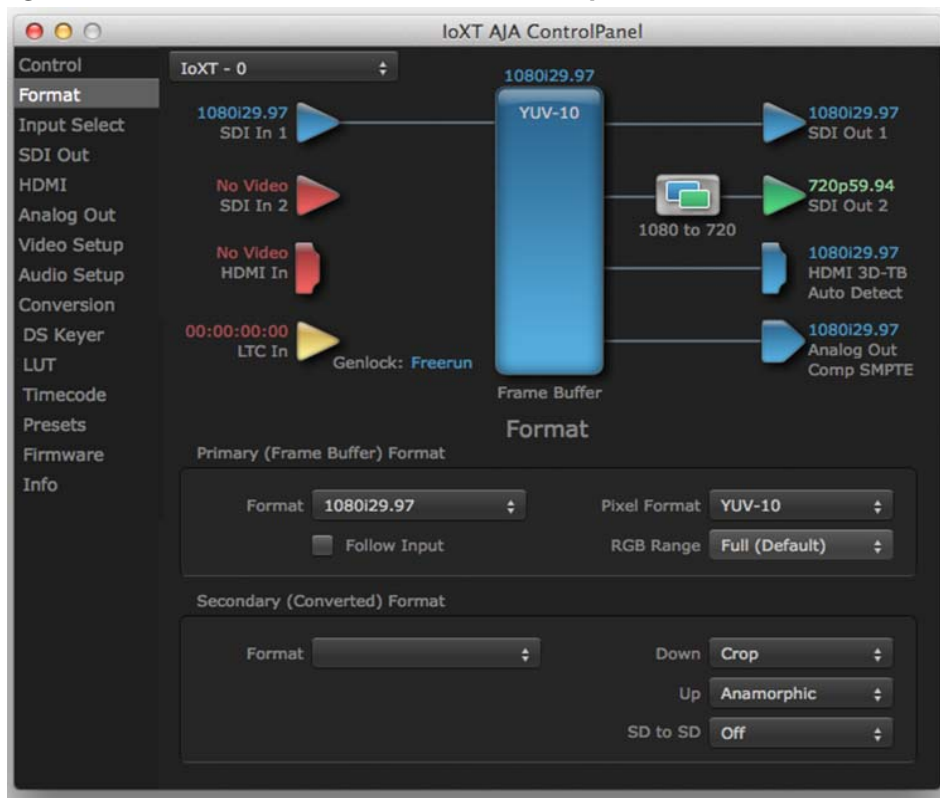 IoXT AJA ControlPanel
Control
Format
Input Select
SDI Out
HDMI
Analog Out
Video Setup
Audio Setup
Conversion
DS Keyer
LUT
Timecode
Presets
Firmware
Info
IoXT - 0
1080i29.97
SDI In 1
No Video
SDI In 2
No Video
HDMI In
00:00:00:00
LTC In
Genlock: Freerun
1080i29.97
YUV-10
Frame Buffer
1080 to 720
1080i29.97
SDI Out 1
720p59.94
SDI Out 2
1080i29.97
HDMI 3D-TB
Auto Detect
1080i29.97
Analog Out
Comp SMPTE
Format
Primary (Frame Buffer) Format
Format 1080i29.97
Pixel Format YUV-10
Follow Input
RGB Range Full (Default)
Secondary (Converted) Format
Format
Down Crop
Up Anamorphic
SD to SD Off